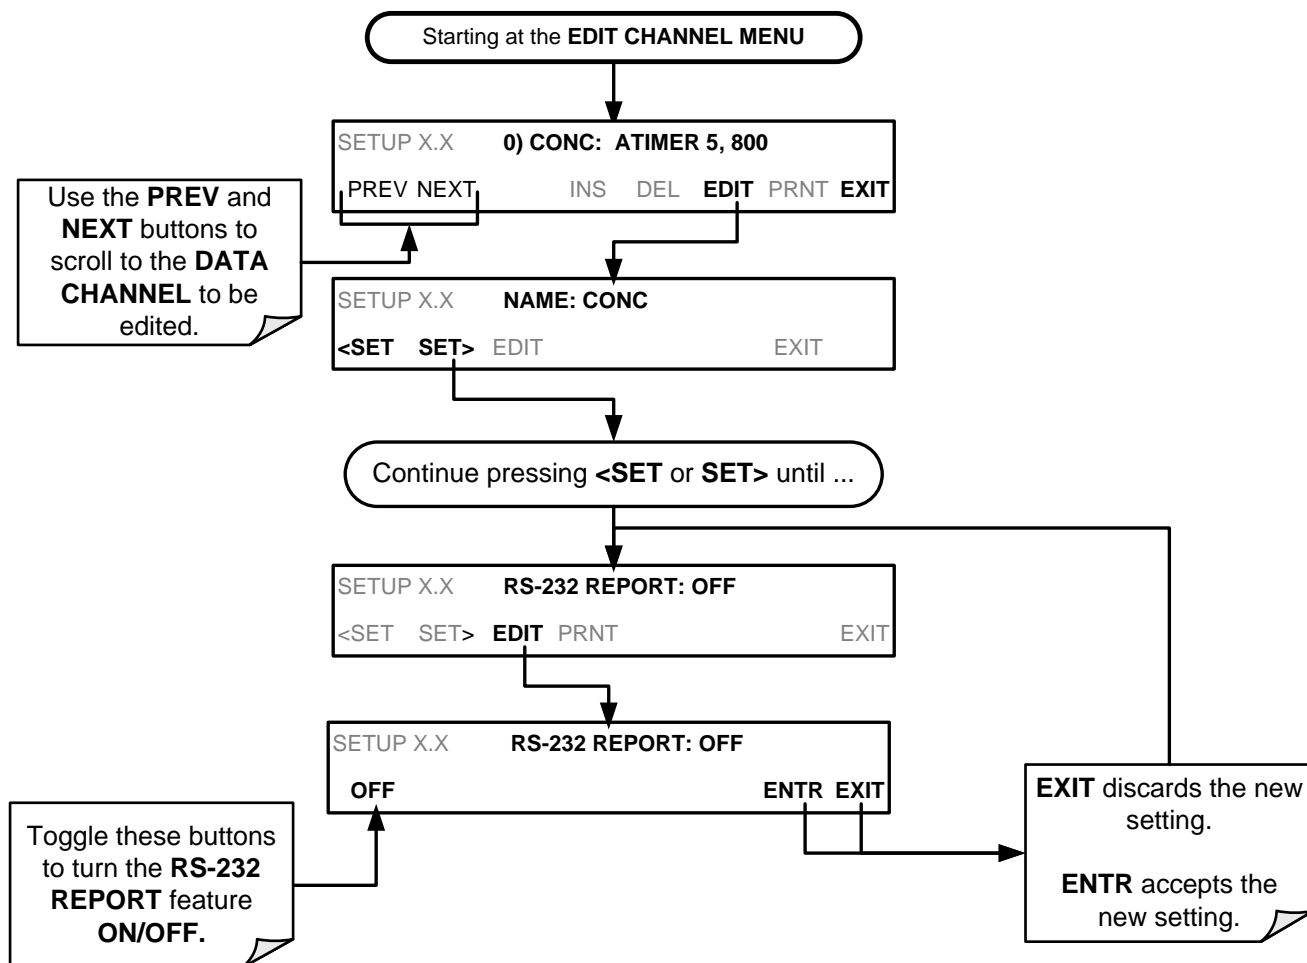 Starting at the EDIT CHANNEL MENU
SETUP X.X 0) CONC: ATIMER 5, 800
PREV NEXT INS DEL EDIT PRNT EXIT
Use the PREV and
NEXT buttons to
scroll to the DATA
CHANNEL to be
edited.
SETUP X.X NAME: CONC
<SET SET> EDIT EXIT
Continue pressing <SET or SET> until ...
SETUP X.X RS-232 REPORT: OFF
<SET SET> EDIT PRNT EXIT
SETUP X.X RS-232 REPORT: OFF
OFF ENTR EXIT
Toggle these buttons
to turn the RS-232
REPORT feature
ON/OFF.
EXIT discards the new
setting.
ENTR accepts the
new setting.